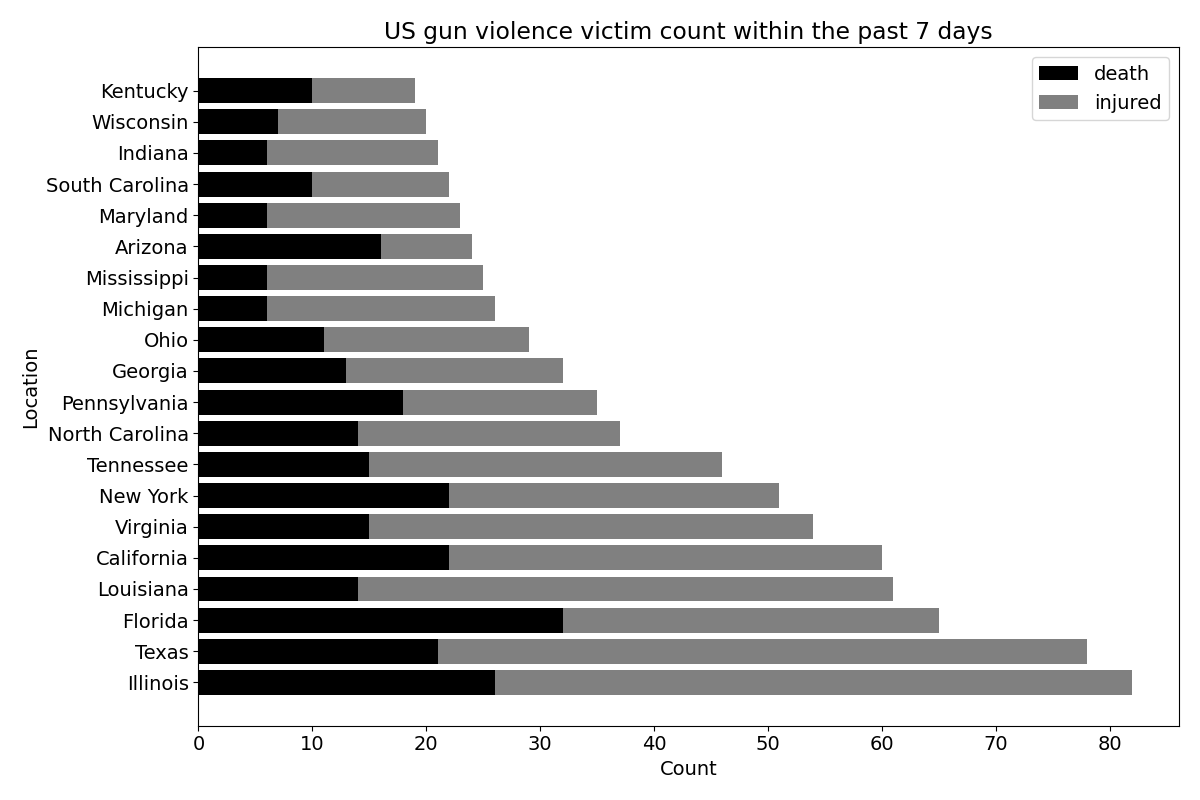 US gun violence victim count within the past 7 days
death
injured
Kentucky
Wisconsin
Indiana
South Carolina
Maryland
Arizona
Mississippi
Michigan
Ohio
Georgia
Pennsylvania
North Carolina
Tennessee
New York
Virginia
California
Louisiana
Florida
Texas
Illinois
Location
0 10 20 30 40 50 60 70 80
Count